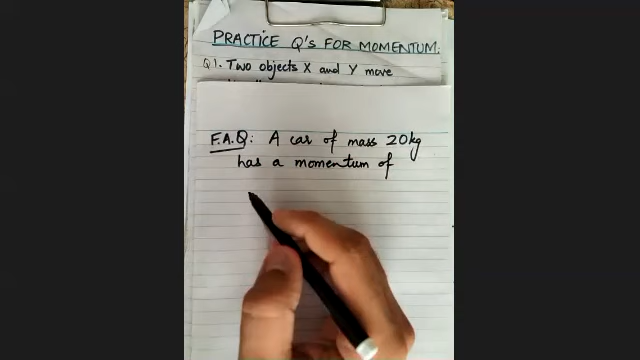 PRACTICE Q's FOR MOMENTUM.
Q1. Two objects X and Y move
F.A.Q: A car of mass 20kg
has a momentum of